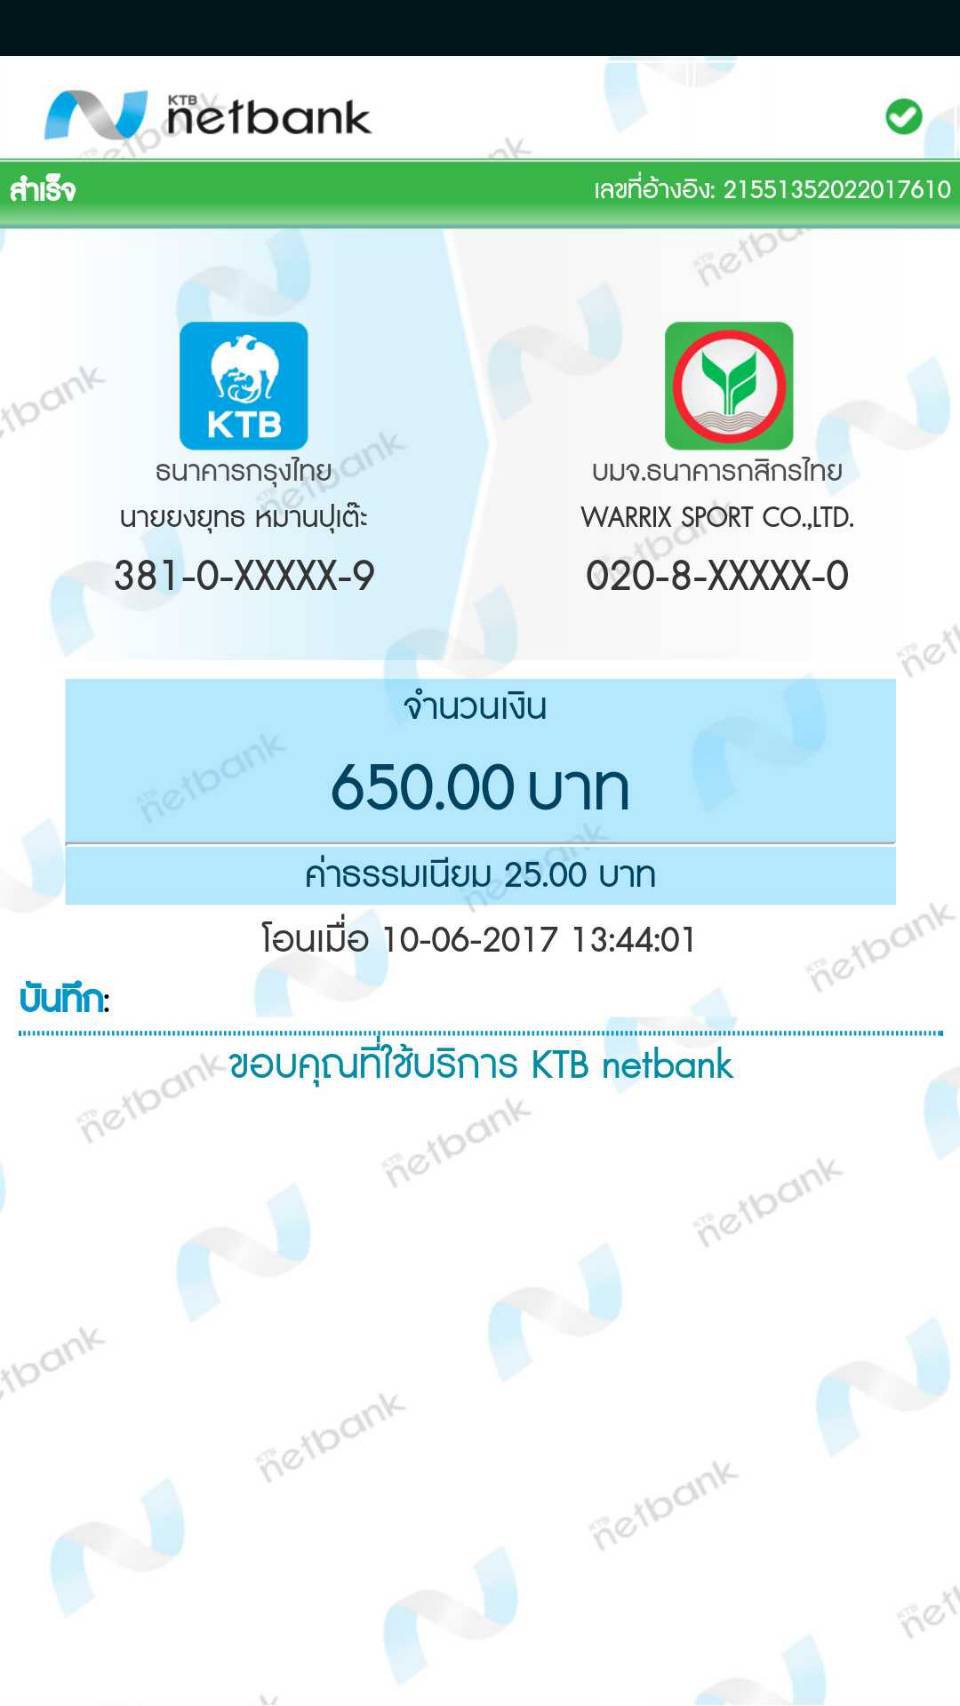 KTB netbank
สำเร็จ เลขที่อ้างอิง: 21551352022017610
KTB
ธนาคารกรุงไทย
นายยงยุทธ หมานปุเต๊ะ
381-0-XXXXX-9
บมจ.ธนาคารกสิกรไทย
WARRIX SPORT CO.,LTD.
020-8-XXXXX-0
จำนวนเงิน
650.00 บาท
ค่าธรรมเนียม 25.00 บาท
โอนเมื่อ 10-06-2017 13:44:01
บันทึก:
ขอบคุณที่ใช้บริการ KTB netbank